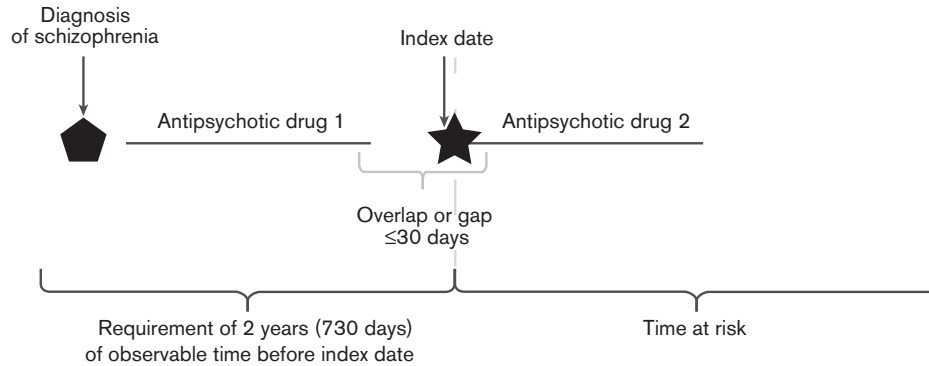 Diagnosis
of schizophrenia
Index date
Antipsychotic drug 1
Antipsychotic drug 2
Overlap or gap
≤30 days
Requirement of 2 years (730 days)
of observable time before index date
Time at risk